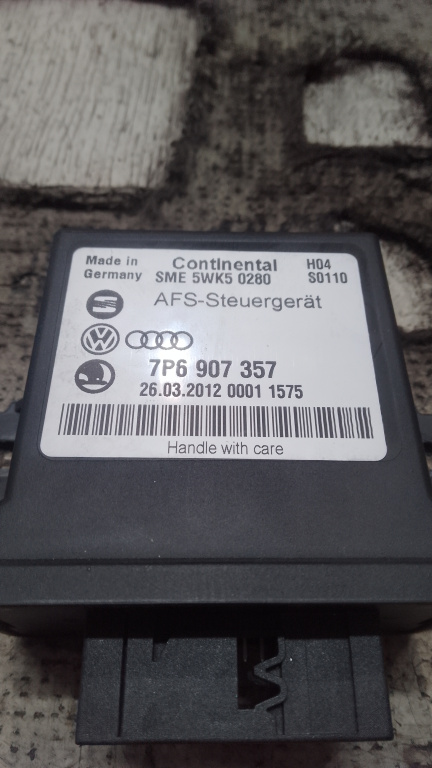 Made in
Germany
Continental
SME 5WK5 0280
H04
S0110
AFS-Steuergerät
7P6 907 357
26.03.2012 0001 1575
Handle with care